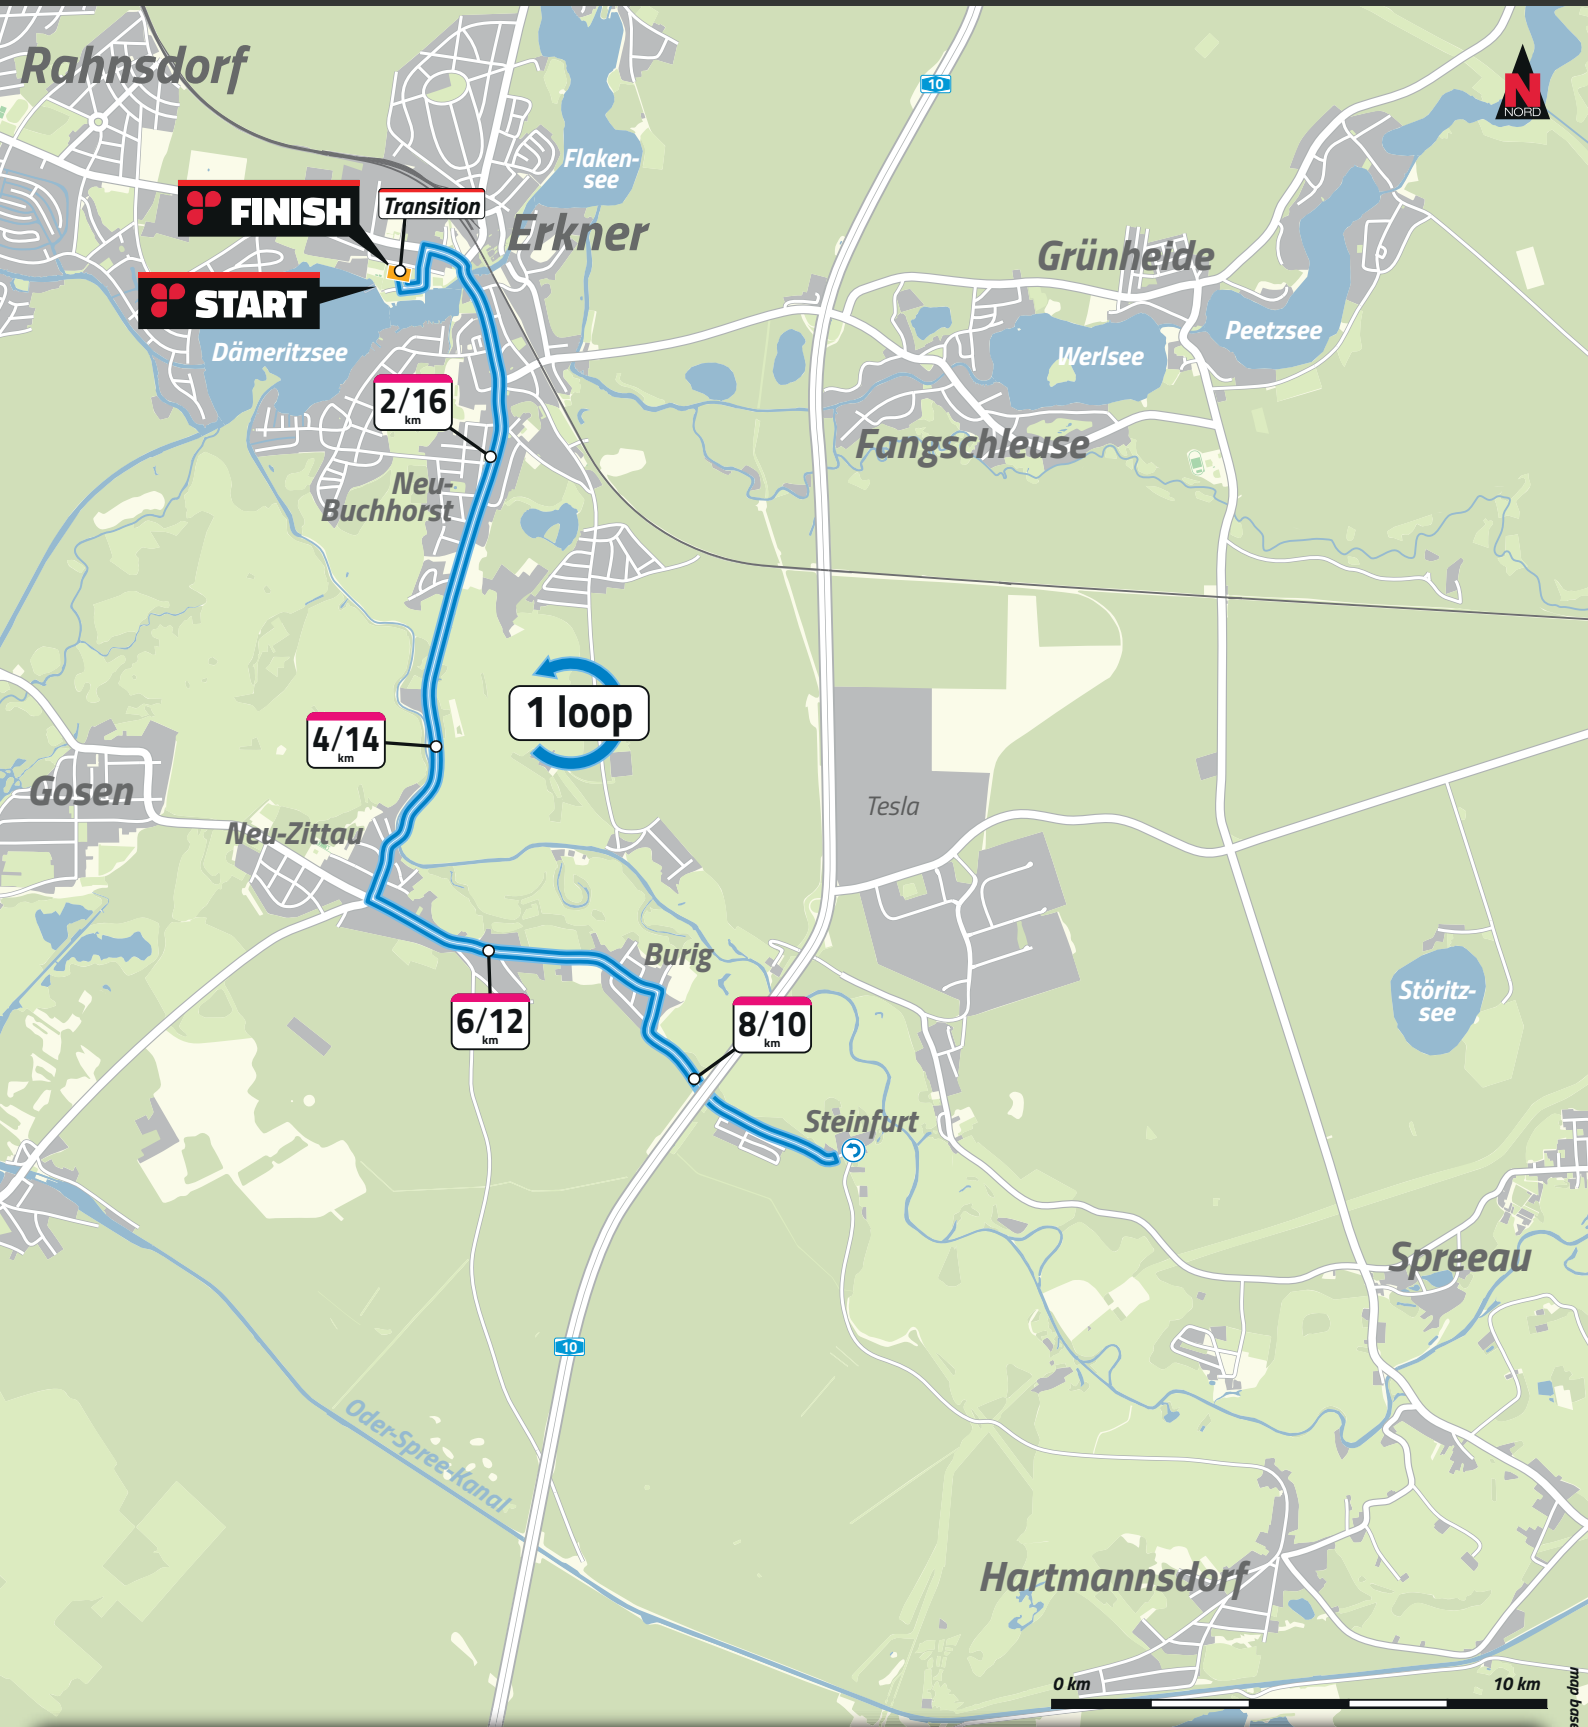 Rahnsdorf
10
N
NORD
Flaken-
see
FINISH
Transition
Erkner
Grünheide
START
Dämeritzsee
Peetzsee
Werlsee
2/16
km
Fangschleuse
Neu-
Buchhorst
1 loop
4/14
km
Gosen
Tesla
Neu-Zittau
Burig
Störitz-
see
6/12
km
8/10
km
Steinfurt
Spreeau
10
Oder-Spree-Kanal
Hartmannsdorf
0 km
10 km
map base